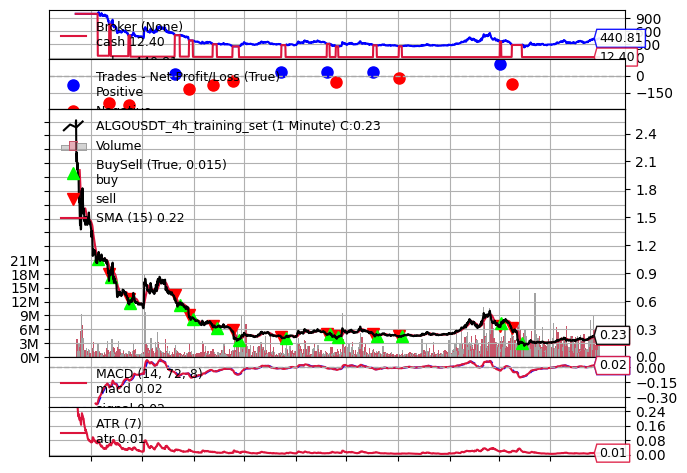 Broker (None)
cash 12.40
900
440.81
12.40
Trades - Net Profit/Loss (True)
Positive
0
−150
ALGOUSDT_4h_training_set (1 Minute) C:0.23
Volume
BuySell (True, 0.015)
buy
sell
SMA (15) 0.22
2.4
2.1
1.8
1.5
1.2
0.9
0.6
0.3
0.0
0.23
21M
18M
15M
12M
9M
6M
3M
0M
MACD (14, 72, 8)
macd 0.02
0.02
0.00
−0.15
−0.30
ATR (7)
atr 0.01
0.24
0.16
0.08
0.00
0.01